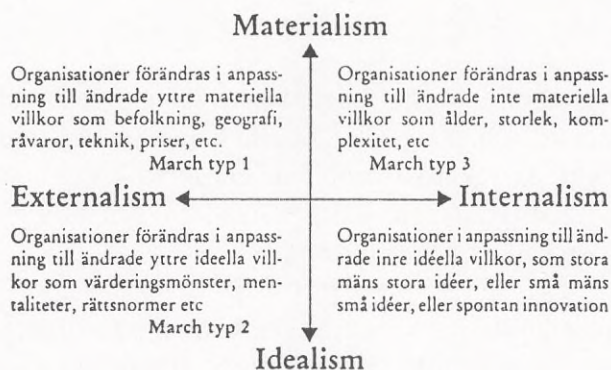 Materialism
Organisationer förändras i anpass-
ning till ändrade yttre materiella
villkor som befolkning, geografi,
råvaror, teknik, priser, etc.
March typ 1
Organisationer förändras i anpass-
ning till ändrade inte materiella
villkor som ålder, storlek, kom-
plexitet, etc
March typ 3
Externalism
Internalism
Organisationer förändras i anpass-
ning till ändrade yttre ideella vill-
kor som värderingsmönster, men-
taliteter, rättsnormer etc
March typ 2
Organisationer i anpassning till änd-
rade inre idéella villkor, som stora
mäns stora idéer, eller små mäns
små idéer, eller spontan innovation
Idealism